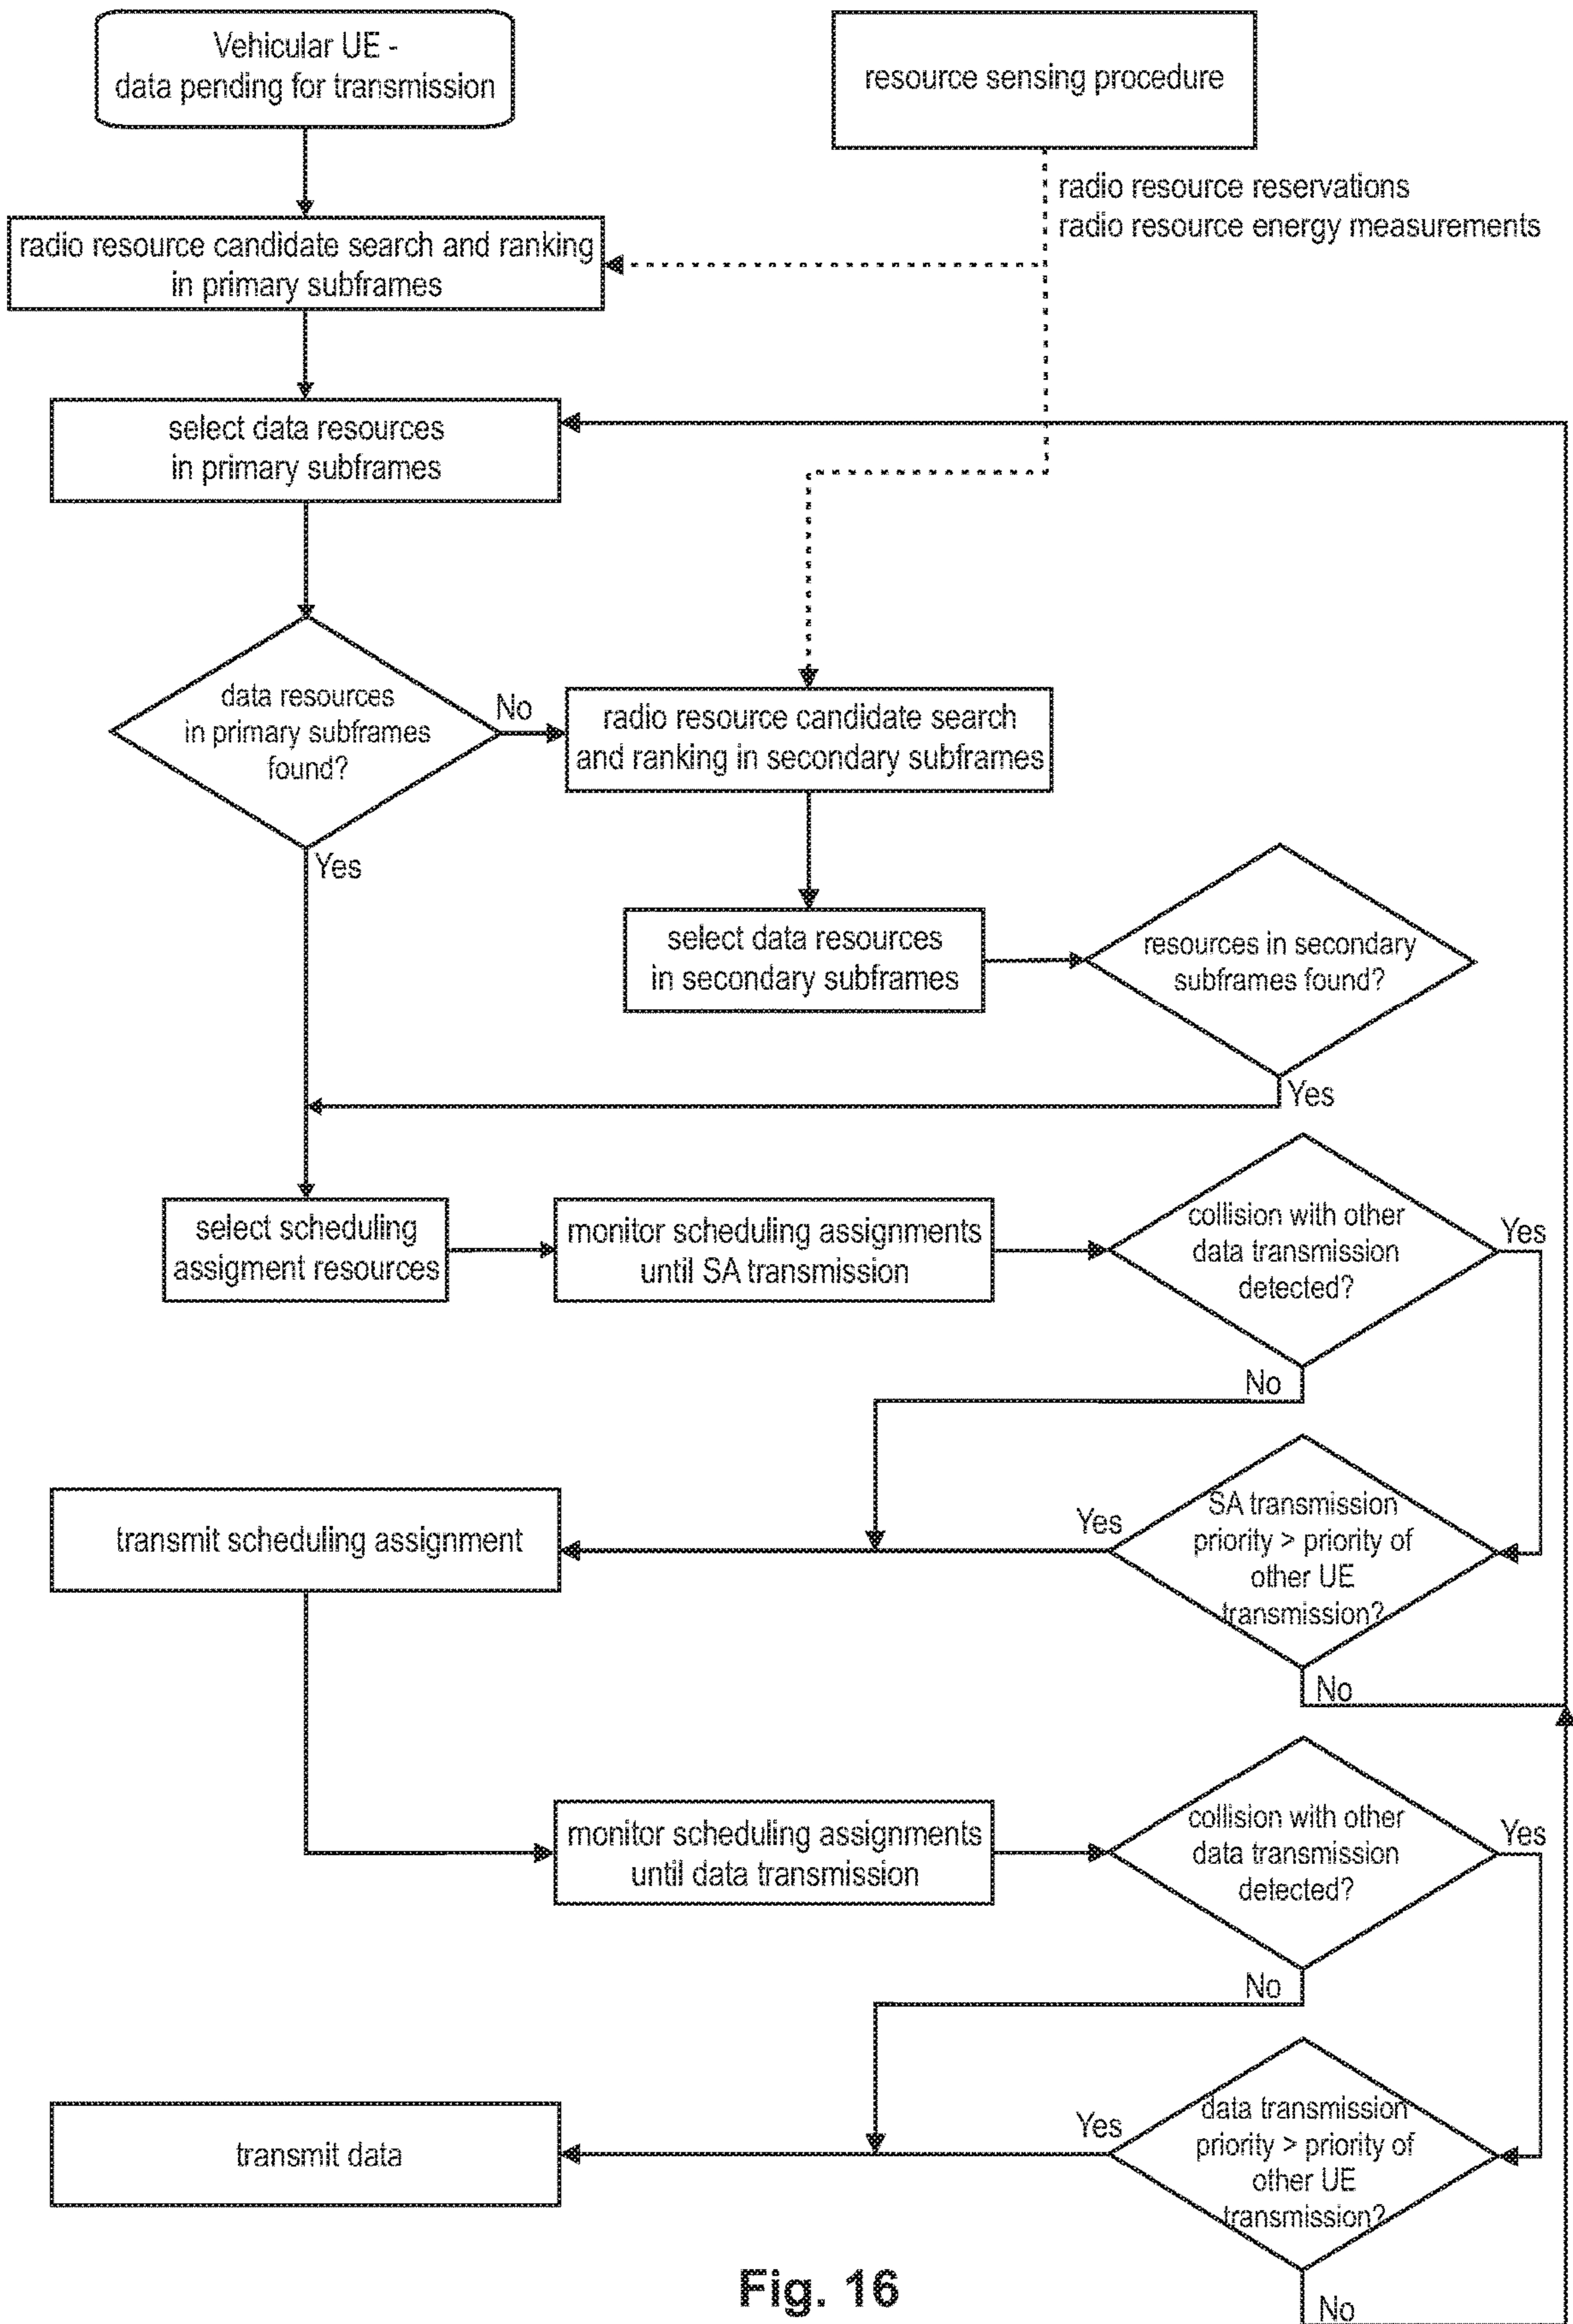 Vehicular UE -
data pending for transmission
resource sensing procedure
radio resource reservations
radio resource energy measurements
radio resource candidate search and ranking
in primary subframes
select data resources
in primary subframes
data resources
in primary subframes
found?
No
radio resource candidate search
and ranking in secondary subframes
Yes
select data resources
in secondary subframes
resources in secondary
subframes found?
Yes
select scheduling
assigment resources
monitor scheduling assignments
until SA transmission
collision with other
data transmission
detected?
Yes
No
transmit scheduling assignment
Yes
SA transmission
priority > priority of
other UE
transmission?
No
monitor scheduling assignments
until data transmission
collision with other
data transmission
detected?
Yes
No
transmit data
Yes
data transmission
priority > priority of
other UE
transmission?
No
Fig. 16